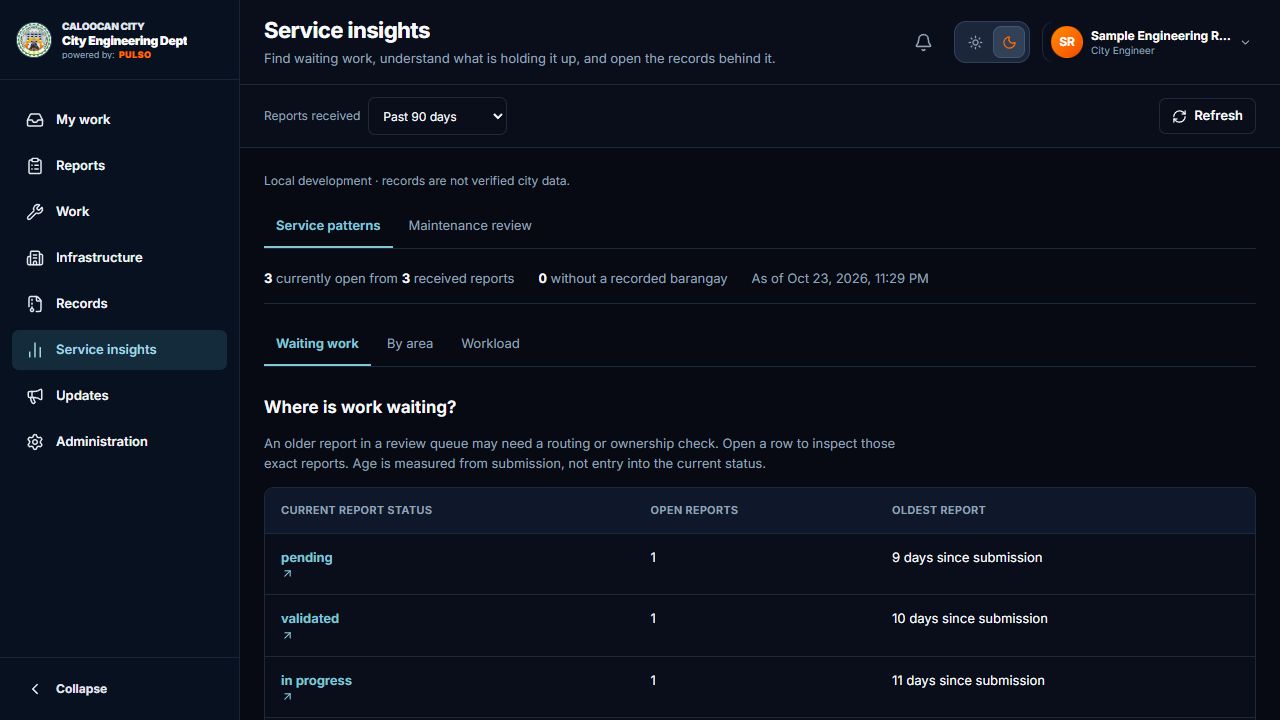 CALOOCAN CITY
City Engineering Dept
powered by: PULSO
My work
Reports
Work
Infrastructure
Records
Service insights
Updates
Administration
Collapse
Service insights
Find waiting work, understand what is holding it up, and open the records behind it.
SR
Sample Engineering R...
City Engineer
Reports received
Past 90 days
Refresh
Local development · records are not verified city data.
Service patterns
Maintenance review
3 currently open from 3 received reports
0 without a recorded barangay
As of Oct 23, 2026, 11:29 PM
Waiting work
By area
Workload
Where is work waiting?
An older report in a review queue may need a routing or ownership check. Open a row to inspect those
exact reports. Age is measured from submission, not entry into the current status.
CURRENT REPORT STATUS
OPEN REPORTS
OLDEST REPORT
pending
1
9 days since submission
validated
1
10 days since submission
in progress
1
11 days since submission